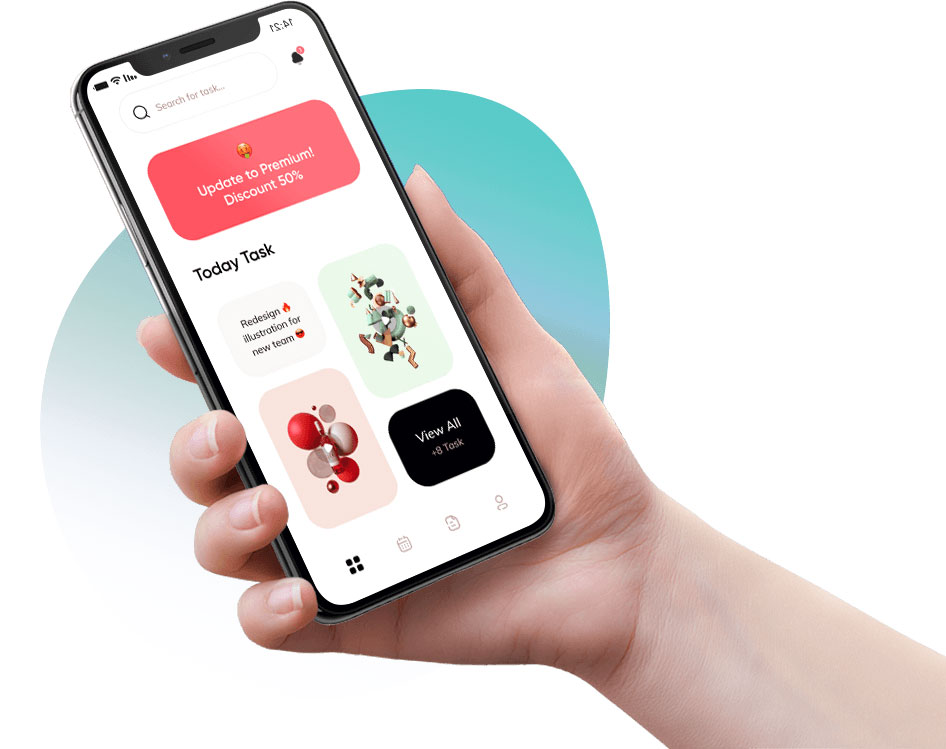 14:21
Search for task...
Update to Premium!
Discount 50%
Today Task
Redesign 🔥
illustration for
new team
View All
+8 Task